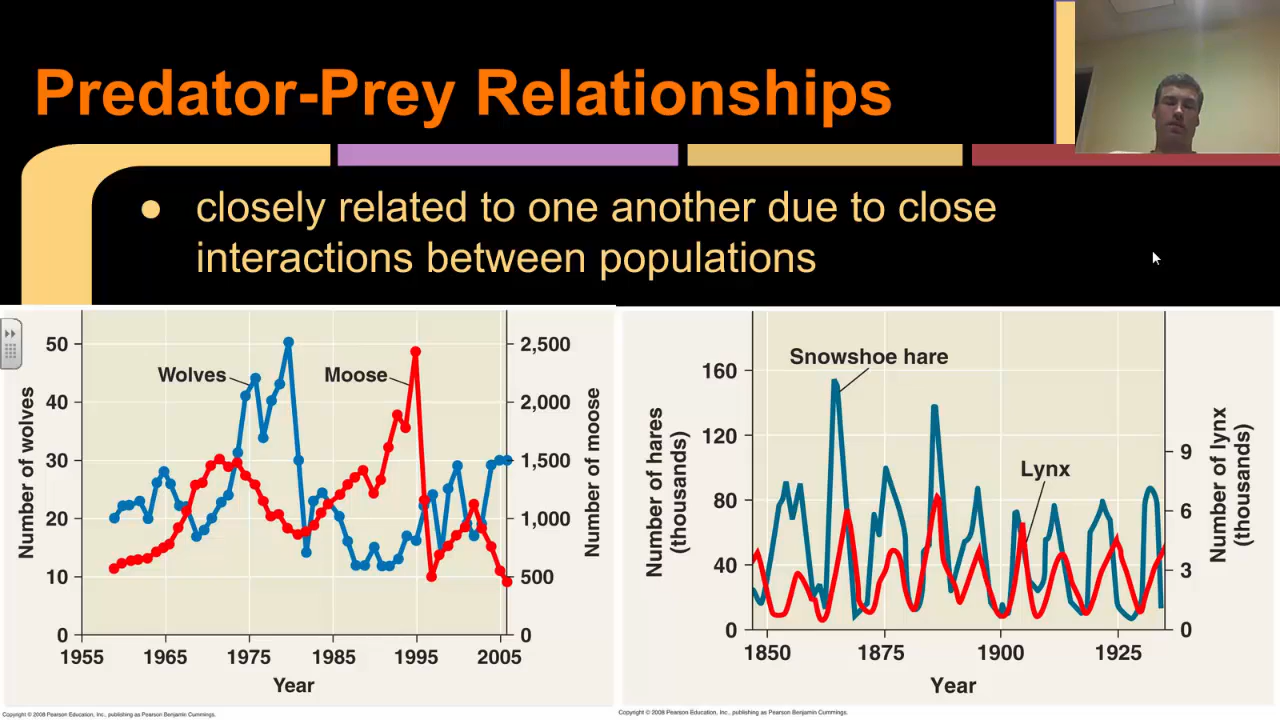 Predator-Prey Relationships
● closely related to one another due to close
interactions between populations
Number of wolves
50
40
30
20
10
0
Wolves
Moose
2,500
2,000
1,500
1,000
500
0
Number of moose
1955 1965 1975 1985 1995 2005
Year
Copyright © 2008 Pearson Education, Inc., publishing as Pearson Benjamin Cummings.
Number of hares
(thousands)
160
120
80
40
0
Snowshoe hare
Lynx
9
6
3
0
Number of lynx
(thousands)
1850 1875 1900 1925
Year
Copyright © 2008 Pearson Education, Inc., publishing as Pearson Benjamin Cummings.